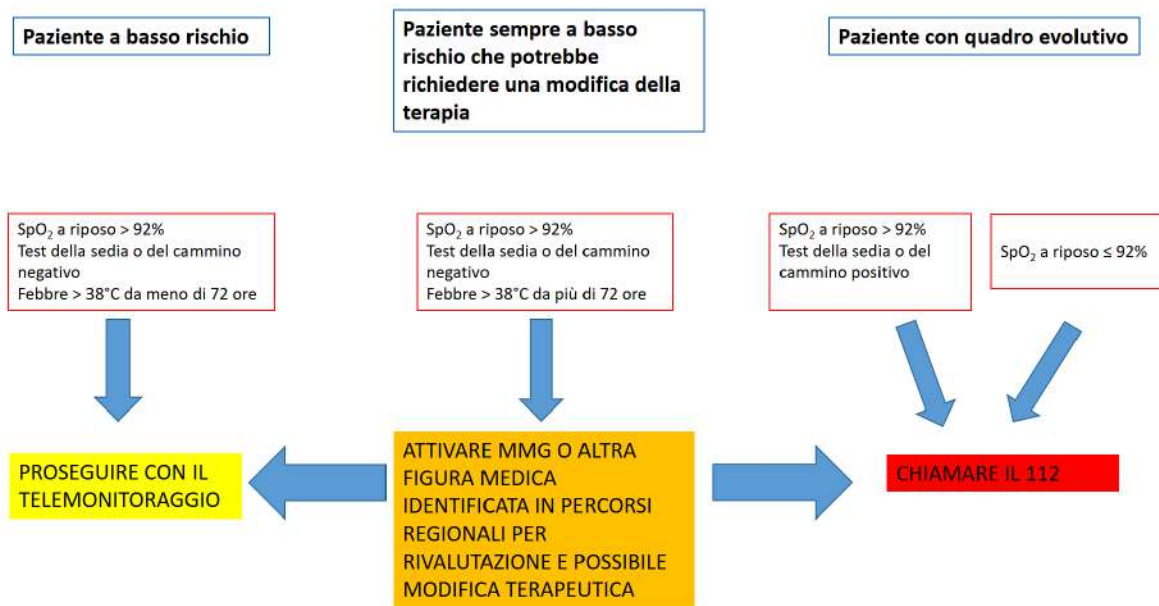 Paziente a basso rischio
Paziente sempre a basso
rischio che potrebbe
richiedere una modifica della
terapia
Paziente con quadro evolutivo
SpO₂ a riposo > 92%
Test della sedia o del cammino
negativo
Febbre > 38°C da meno di 72 ore
SpO₂ a riposo > 92%
Test della sedia o del cammino
negativo
Febbre > 38°C da più di 72 ore
SpO₂ a riposo > 92%
Test della sedia o del
cammino positivo
SpO₂ a riposo ≤ 92%
PROSEGUIRE CON IL
TELEMONITORAGGIO
ATTIVARE MMG O ALTRA
FIGURA MEDICA
IDENTIFICATA IN PERCORSI
REGIONALI PER
RIVALUTAZIONE E POSSIBILE
MODIFICA TERAPEUTICA
CHIAMARE IL 112